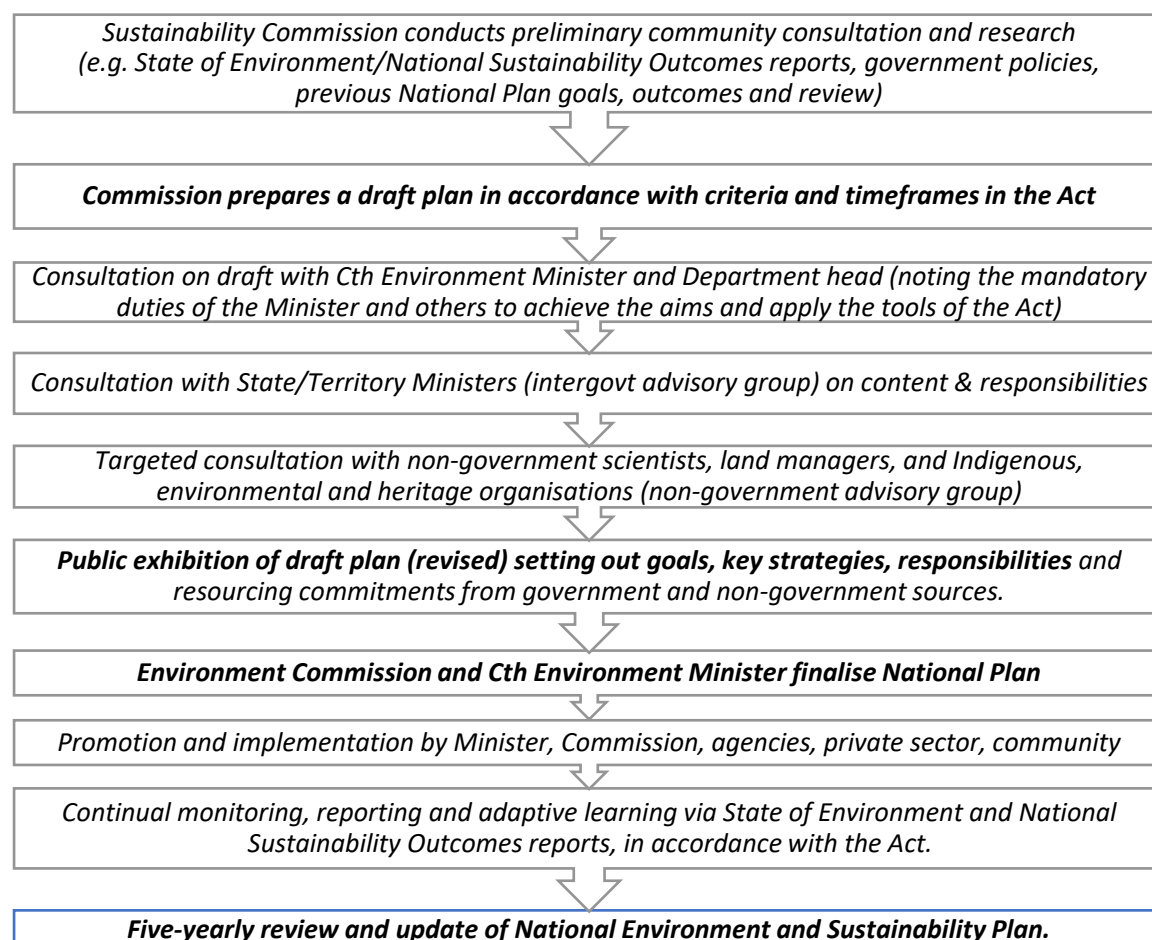 Sustainability Commission conducts preliminary community consultation and research
(e.g. State of Environment/National Sustainability Outcomes reports, government policies,
previous National Plan goals, outcomes and review)
Commission prepares a draft plan in accordance with criteria and timeframes in the Act
Consultation on draft with Cth Environment Minister and Department head (noting the mandatory
duties of the Minister and others to achieve the aims and apply the tools of the Act)
Consultation with State/Territory Ministers (intergovt advisory group) on content & responsibilities
Targeted consultation with non-government scientists, land managers, and Indigenous,
environmental and heritage organisations (non-government advisory group)
Public exhibition of draft plan (revised) setting out goals, key strategies, responsibilities and
resourcing commitments from government and non-government sources.
Environment Commission and Cth Environment Minister finalise National Plan
Promotion and implementation by Minister, Commission, agencies, private sector, community
Continual monitoring, reporting and adaptive learning via State of Environment and National
Sustainability Outcomes reports, in accordance with the Act.
Five-yearly review and update of National Environment and Sustainability Plan.